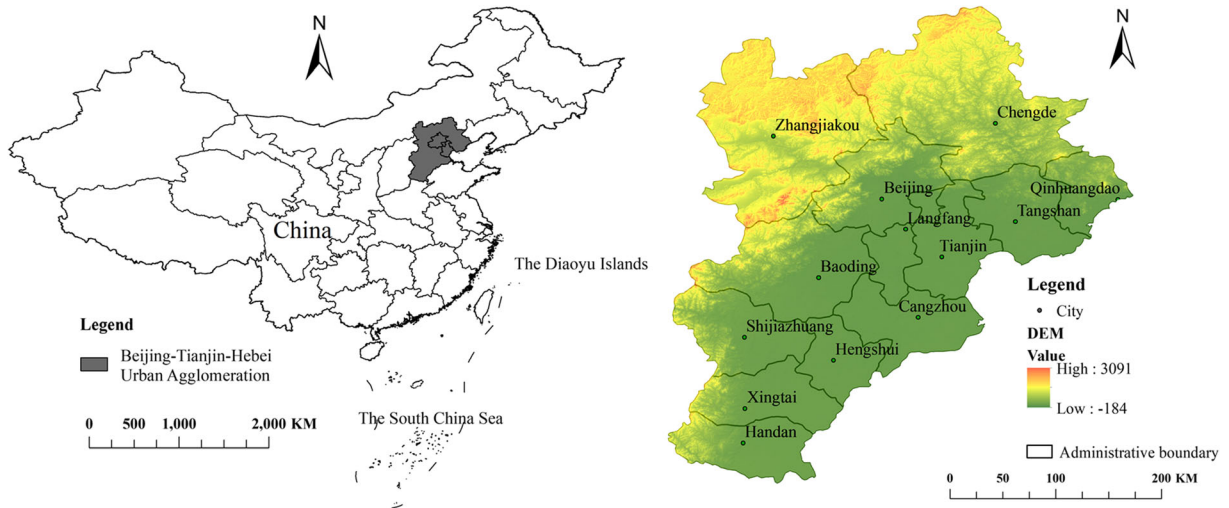 N
China
The Diaoyu Islands
Legend
Beijing-Tianjin-Hebei
Urban Agglomeration
0 500 1,000 2,000 KM
The South China Sea
N
Chengde
Zhangjiakou
Beijing
Qinhuangdao
Langfang
Tangshan
Tianjin
Baoding
Cangzhou
Shijiazhuang
Hengshui
Xingtai
Handan
Legend
City
DEM
Value
High : 3091
Low : -184
Administrative boundary
0 50 100 200 KM